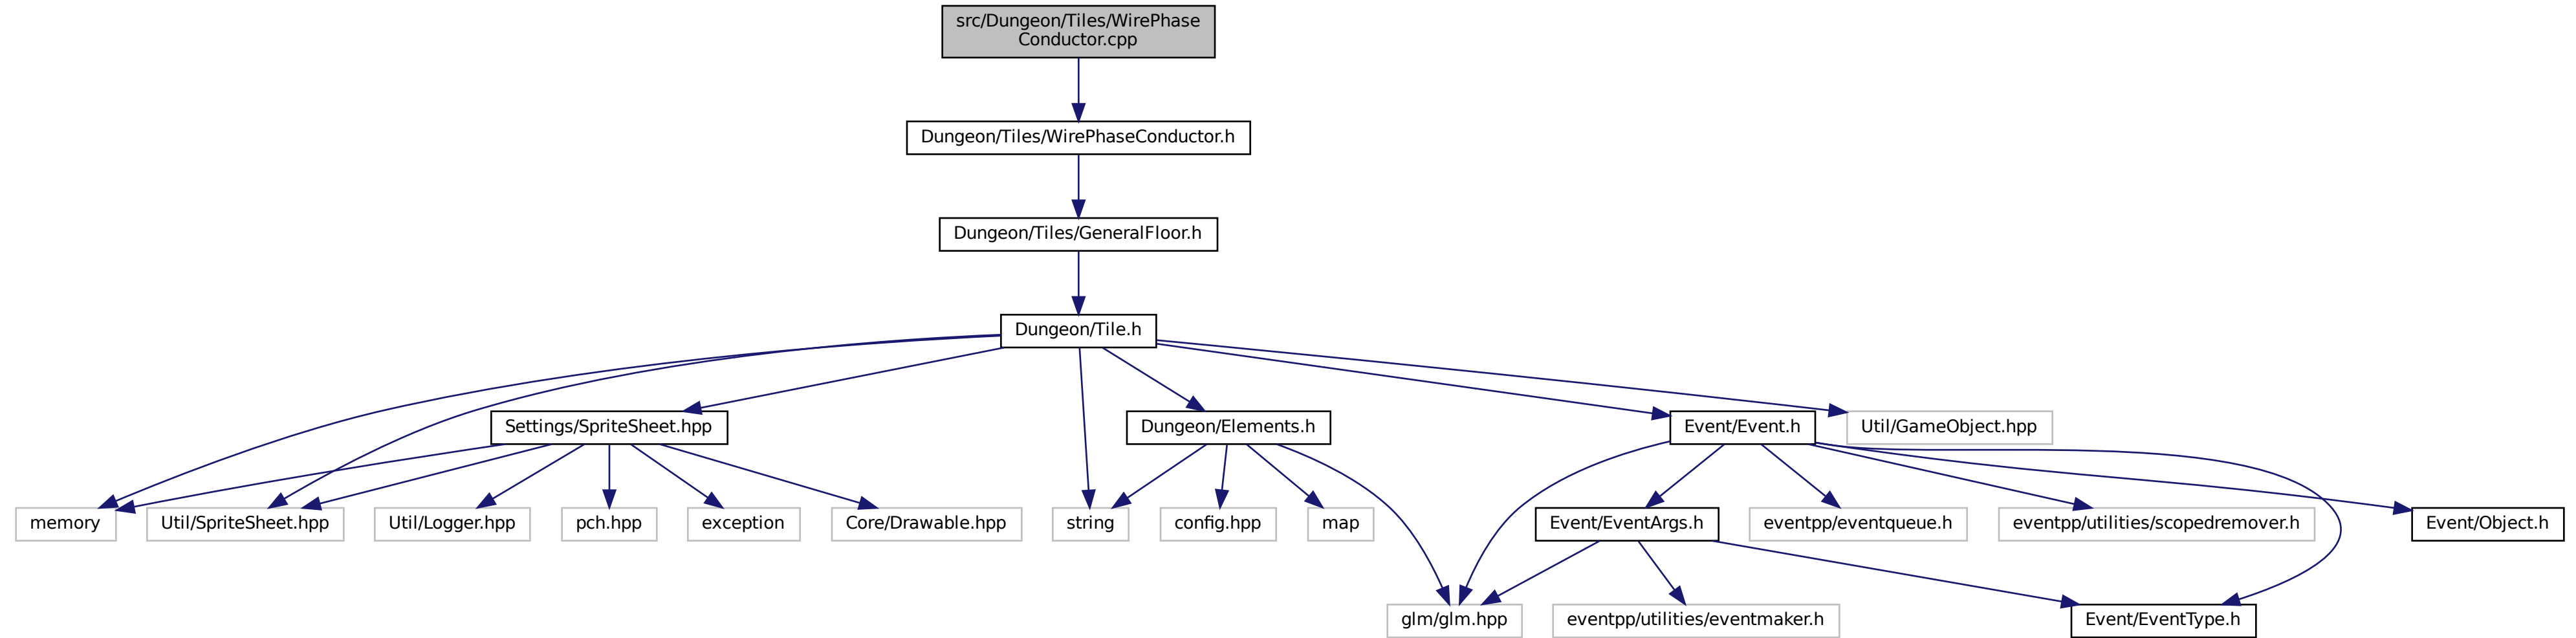 src/Dungeon/Tiles/WirePhase
Conductor.cpp
Dungeon/Tiles/WirePhaseConductor.h
Dungeon/Tiles/GeneralFloor.h
Dungeon/Tile.h
Settings/SpriteSheet.hpp
Dungeon/Elements.h
Event/Event.h
Util/GameObject.hpp
memory
Util/SpriteSheet.hpp
Util/Logger.hpp
pch.hpp
exception
Core/Drawable.hpp
string
config.hpp
map
Event/EventArgs.h
eventpp/eventqueue.h
eventpp/utilities/scopedremover.h
Event/Object.h
glm/glm.hpp
eventpp/utilities/eventmaker.h
Event/EventType.h